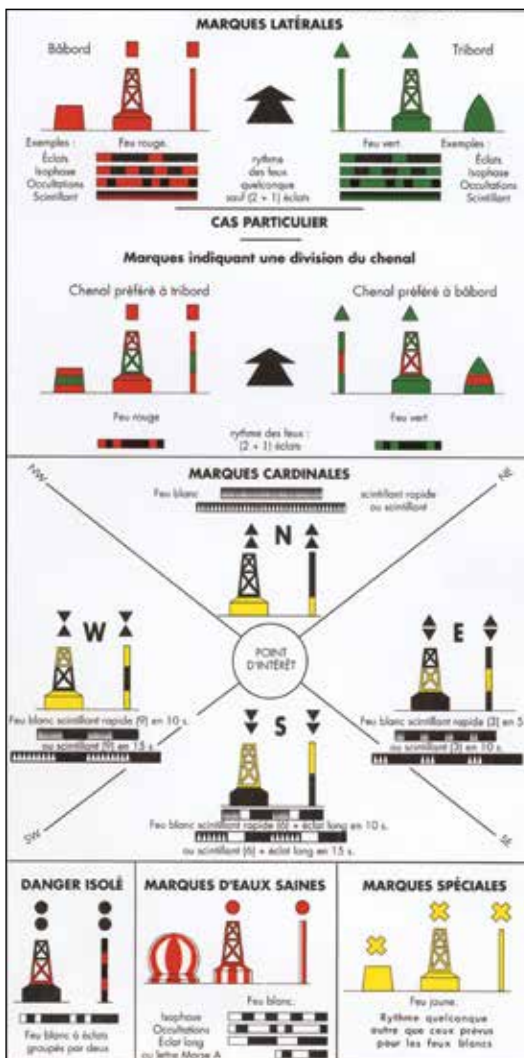 MARQUES LATÉRALES
Bâbord
Tribord
Exemples :
Feu rouge.
Feu vert.
Exemples :
Éclats
Isophase
Occultations
Scintillant
rythme
des feux
quelconque
sauf (2 + 1) éclats
Éclats
Isophase
Occultations
Scintillant
CAS PARTICULIER
Marques indiquant une division du chenal
Chenal préféré à tribord
Chenal préféré à bâbord
Feu rouge
Feu vert
rythme des feux :
(2 + 1) éclats
NW
NE
MARQUES CARDINALES
Feu blanc
scintillant rapide
ou scintillant
N
W
E
POINT
D'INTÉRÊT
Feu blanc scintillant rapide (9) en 10 s.
ou scintillant (9) en 15 s.
Feu blanc scintillant rapide (3) en 5
ou scintillant (3) en 10 s.
S
Feu blanc scintillant rapide (6) + éclat long en 10 s.
ou scintillant (6) + éclat long en 15 s.
SW
SE
DANGER ISOLÉ
Feu blanc à éclats
groupés par deux
MARQUES D'EAUX SAINES
Feu blanc:
Isophase
Occultations
Éclat long
ou lettre Morse A
MARQUES SPÉCIALES
Feu jaune:
Rythme quelconque
autre que ceux prévus
pour les feux blancs